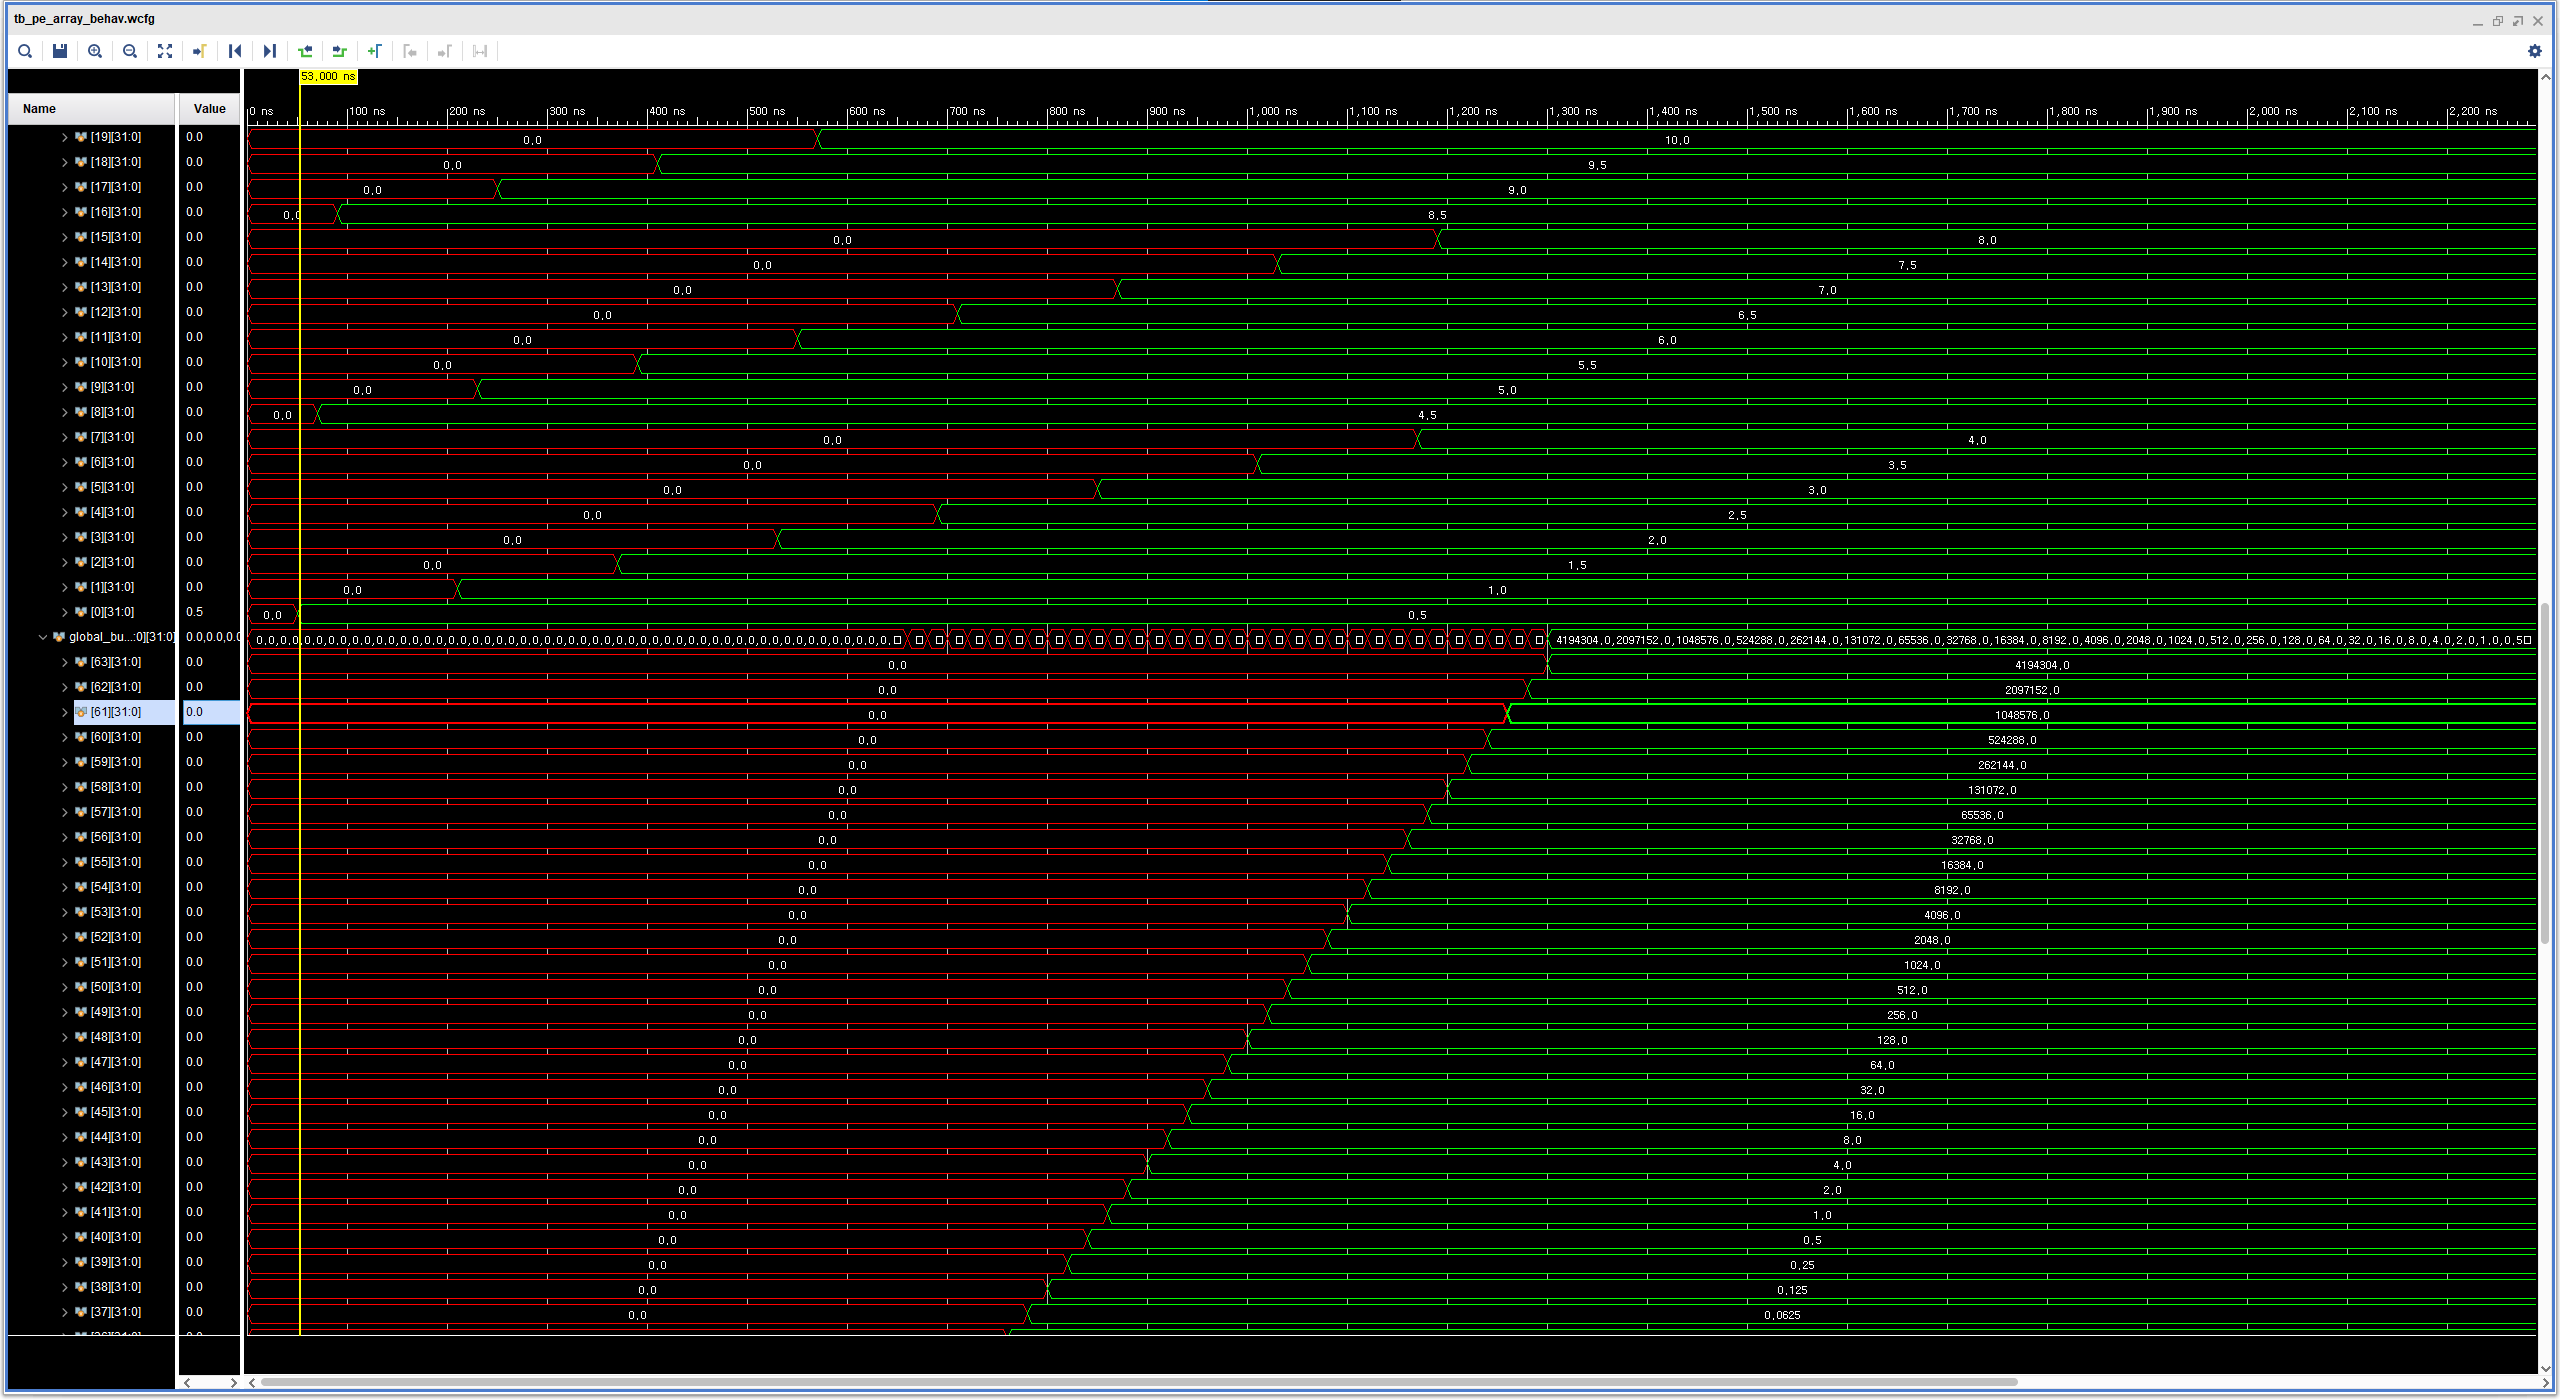 tb_pe_array_behav.wcfg
53,000 ns
Name Value 0 ns 100 ns 200 ns 300 ns 400 ns 500 ns 600 ns 700 ns 800 ns 900 ns 1,000 ns 1,100 ns 1,200 ns 1,300 ns 1,400 ns 1,500 ns 1,600 ns 1,700 ns 1,800 ns 1,900 ns 2,000 ns 2,100 ns 2,200 ns
[19][31:0] 0.0 0.0 10.0
[18][31:0] 0.0 0.0 9.5
[17][31:0] 0.0 0.0 9.0
[16][31:0] 0.0 0.0 8.5
[15][31:0] 0.0 0.0 8.0
[14][31:0] 0.0 0.0 7.5
[13][31:0] 0.0 0.0 7.0
[12][31:0] 0.0 0.0 6.5
[11][31:0] 0.0 0.0 6.0
[10][31:0] 0.0 0.0 5.5
[9][31:0] 0.0 0.0 5.0
[8][31:0] 0.0 0.0 4.5
[7][31:0] 0.0 0.0 4.0
[6][31:0] 0.0 0.0 3.5
[5][31:0] 0.0 0.0 3.0
[4][31:0] 0.0 0.0 2.5
[3][31:0] 0.0 0.0 2.0
[2][31:0] 0.0 0.0 1.5
[1][31:0] 0.0 0.0 1.0
[0][31:0] 0.5 0.0 0.5
global_bu...:0][31:0] 0.0,0.0,0.0 0.0,0.0,0.0,0.0,0.0,0.0,0.0,0.0,0.0,0.0,0.0,0.0,0.0,0.0,0.0,0.0,0.0,0.0,0.0,0.0,0.0,0.0,0.0,0.0,0.0,0.0, 4194304.0,2097152.0,1048576.0,524288.0,262144.0,131072.0,65536.0,32768.0,16384.0,8192.0,4096.0,2048.0,1024.0,512.0,256.0,128.0,64.0,32.0,16.0,8.0,4.0,2.0,1.0,0.5
[63][31:0] 0.0 0.0 4194304.0
[62][31:0] 0.0 0.0 2097152.0
[61][31:0] 0.0 0.0 1048576.0
[60][31:0] 0.0 0.0 524288.0
[59][31:0] 0.0 0.0 262144.0
[58][31:0] 0.0 0.0 131072.0
[57][31:0] 0.0 0.0 65536.0
[56][31:0] 0.0 0.0 32768.0
[55][31:0] 0.0 0.0 16384.0
[54][31:0] 0.0 0.0 8192.0
[53][31:0] 0.0 0.0 4096.0
[52][31:0] 0.0 0.0 2048.0
[51][31:0] 0.0 0.0 1024.0
[50][31:0] 0.0 0.0 512.0
[49][31:0] 0.0 0.0 256.0
[48][31:0] 0.0 0.0 128.0
[47][31:0] 0.0 0.0 64.0
[46][31:0] 0.0 0.0 32.0
[45][31:0] 0.0 0.0 16.0
[44][31:0] 0.0 0.0 8.0
[43][31:0] 0.0 0.0 4.0
[42][31:0] 0.0 0.0 2.0
[41][31:0] 0.0 0.0 1.0
[40][31:0] 0.0 0.0 0.5
[39][31:0] 0.0 0.0 0.25
[38][31:0] 0.0 0.0 0.125
[37][31:0] 0.0 0.0 0.0625